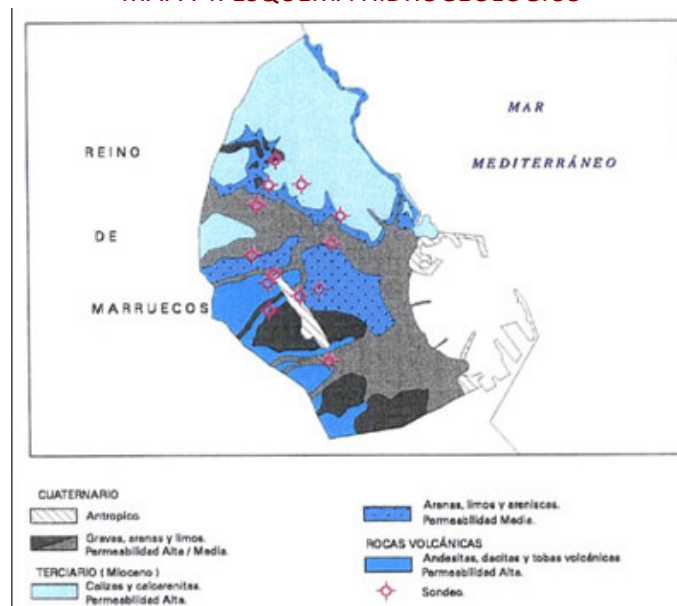 MAR
MEDITERRÁNEO
REINO
DE
MARRUECOS
CUATERNARIO
Antropico.
Gravas, arenas y limos.
Permeabilidad Alta / Media.
TERCIARIO ( Mioceno )
Calizas y calcarenitas.
Permeabilidad Alta.
Arenas, limos y areniscas.
Permeabilidad Media.
ROCAS VOLCÁNICAS
Andesitas, dacitas y tobas volcánicas
Permeabilidad Alta.
Sondeo.